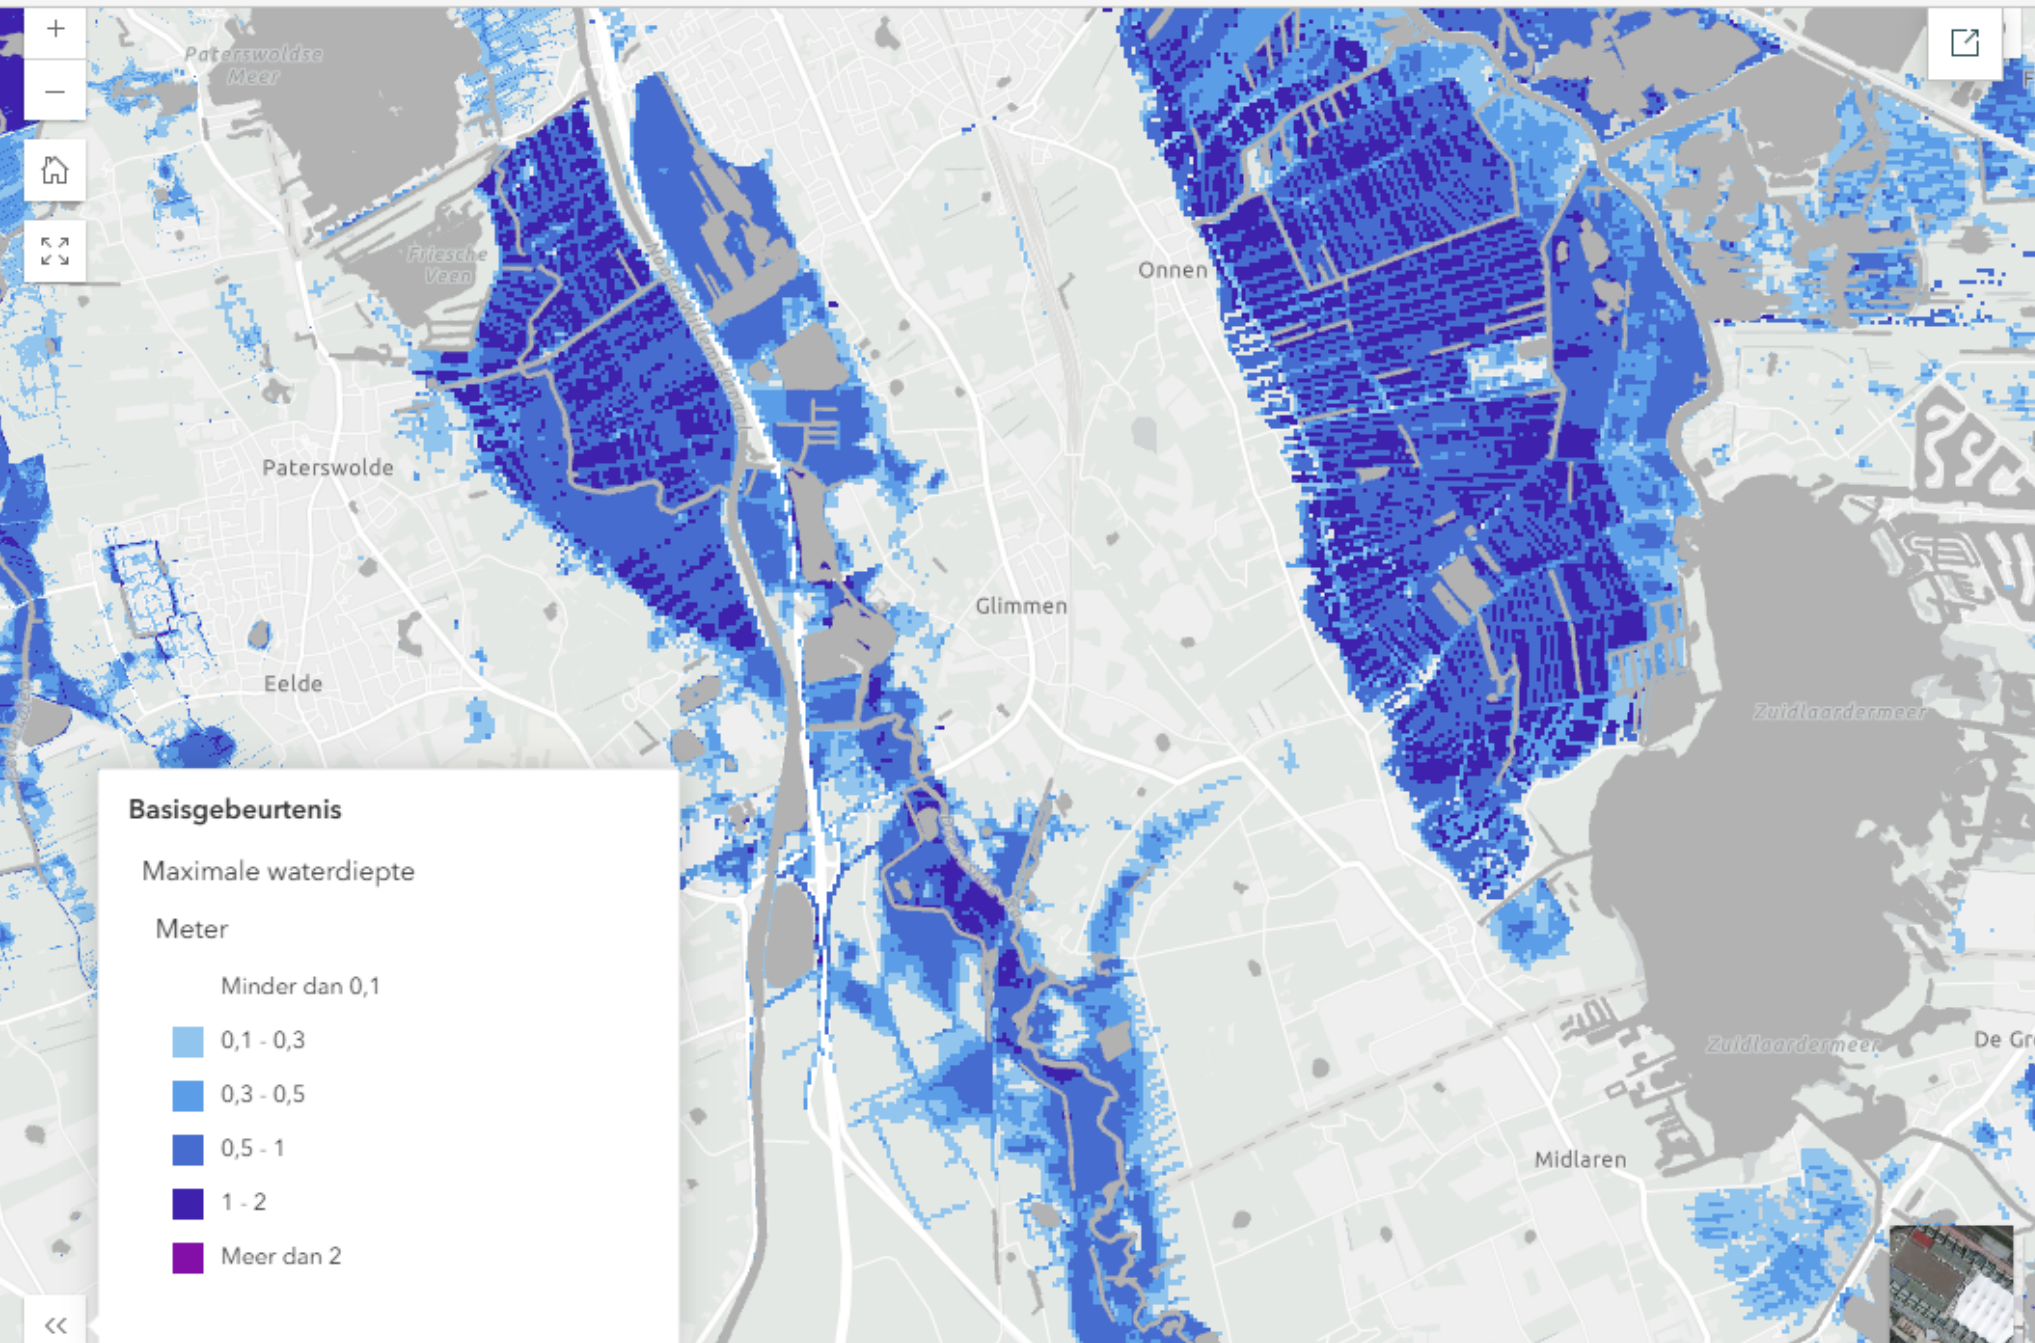 +
Paterswoldse
Meer
−
Friesche
Veen
Onnen
Paterswolde
Glimmen
Eelde
Zuidlaardermeer
Zuidlaardermeer
De Gr
Midlaren
Basisgebeurtenis
Maximale waterdiepte
Meter
Minder dan 0,1
0,1 - 0,3
0,3 - 0,5
0,5 - 1
1 - 2
Meer dan 2
«